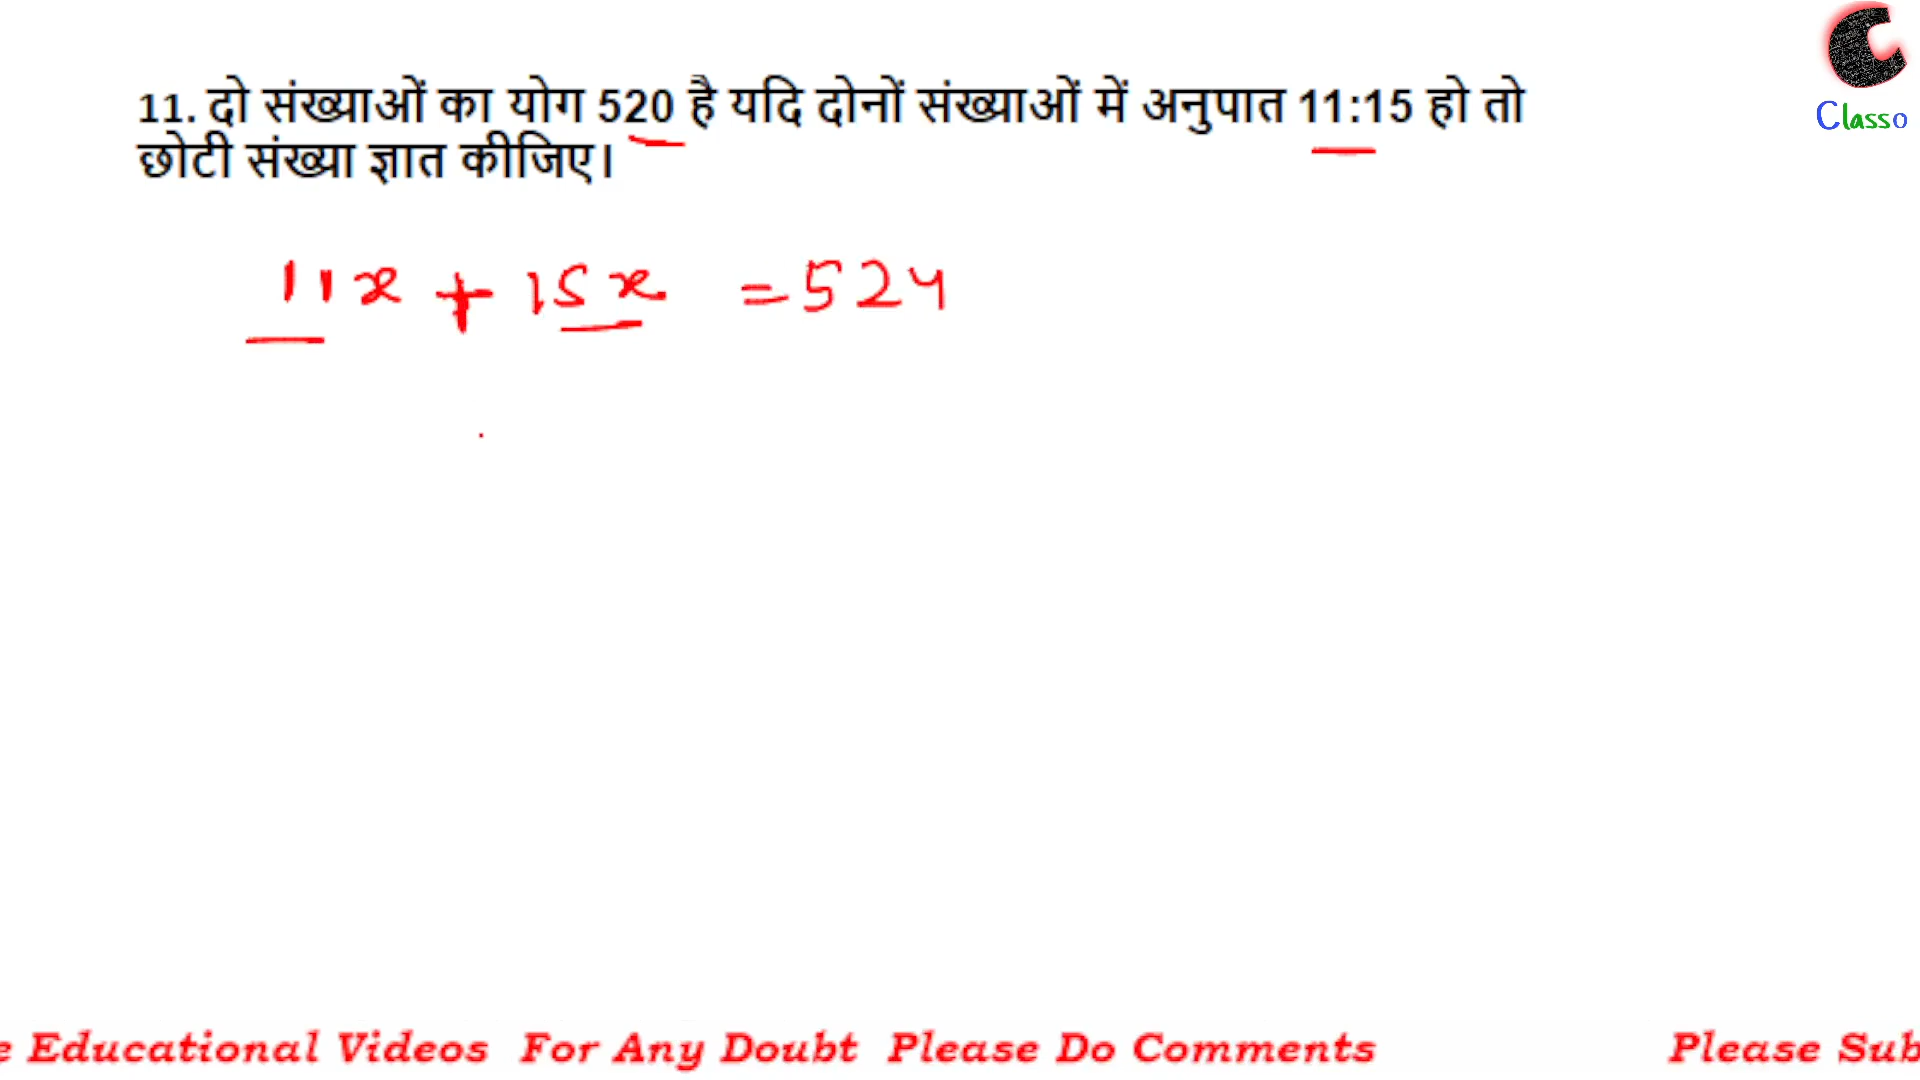 11. दो संख्याओं का योग 520 है यदि दोनों संख्याओं में अनुपात 11:15 हो तो
छोटी संख्या ज्ञात कीजिए।
11x + 15x = 524
Classo
e Educational Videos For Any Doubt Please Do Comments Please Sub